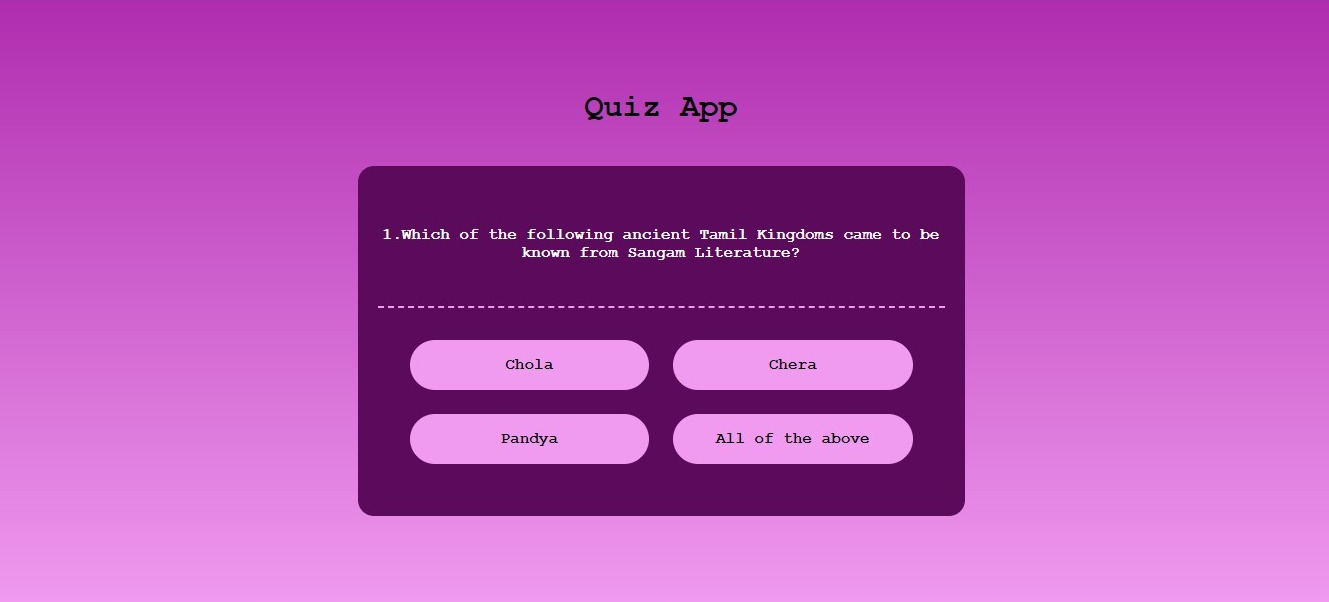 Quiz App
1.Which of the following ancient Tamil Kingdoms came to be
known from Sangam Literature?
Chola
Chera
Pandya
All of the above